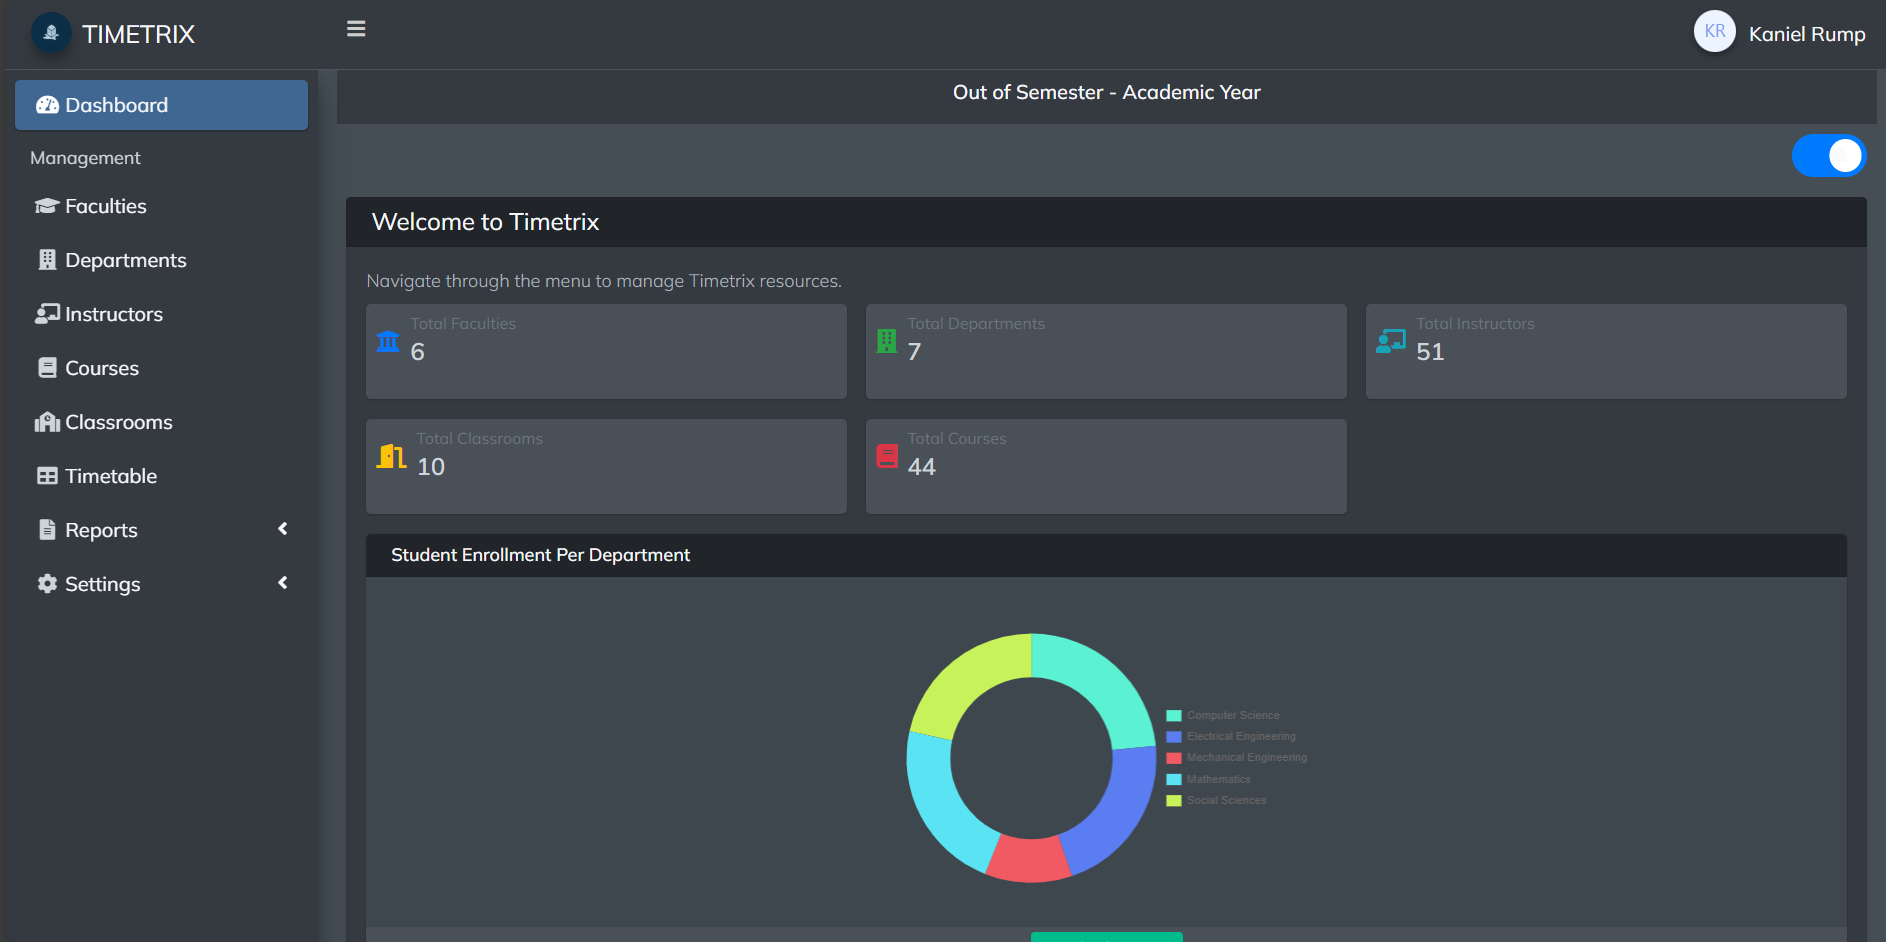 TIMETRIX
KR
Kaniel Rump
Out of Semester - Academic Year
Dashboard
Management
Faculties
Departments
Instructors
Courses
Classrooms
Timetable
Reports
Settings
Welcome to Timetrix
Navigate through the menu to manage Timetrix resources.
Total Faculties
6
Total Departments
7
Total Instructors
51
Total Classrooms
10
Total Courses
44
Student Enrollment Per Department
Computer Science
Electrical Engineering
Mechanical Engineering
Mathematics
Social Sciences